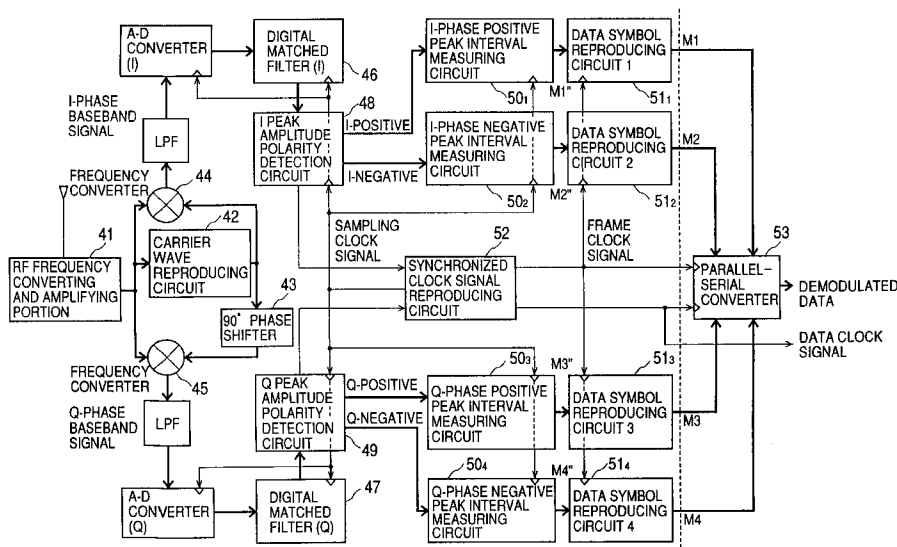 A-D
CONVERTER
(I)
DIGITAL
MATCHED
FILTER (I)
46
I-PHASE POSITIVE
PEAK INTERVAL
MEASURING
CIRCUIT
50₁
M1"
DATA SYMBOL
REPRODUCING
CIRCUIT 1
51₁
M1
I-PHASE
BASEBAND
SIGNAL
LPF
48
I PEAK
AMPLITUDE
POLARITY
DETECTION
CIRCUIT
I-POSITIVE
I-NEGATIVE
I-PHASE NEGATIVE
PEAK INTERVAL
MEASURING
CIRCUIT
50₂
M2"
DATA SYMBOL
REPRODUCING
CIRCUIT 2
51₂
M2
FREQUENCY
CONVERTER
44
41
RF FREQUENCY
CONVERTING
AND AMPLIFYING
PORTION
42
CARRIER
WAVE
REPRODUCING
CIRCUIT
43
90° PHASE
SHIFTER
SAMPLING
CLOCK
SIGNAL
52
SYNCHRONIZED
CLOCK SIGNAL
REPRODUCING
CIRCUIT
FRAME
CLOCK
SIGNAL
53
PARALLEL-
SERIAL
CONVERTER
DEMODULATED
DATA
DATA CLOCK
SIGNAL
FREQUENCY
CONVERTER
45
Q-PHASE
BASEBAND
SIGNAL
LPF
Q PEAK
AMPLITUDE
POLARITY
DETECTION
CIRCUIT
49
Q-POSITIVE
Q-NEGATIVE
50₃
Q-PHASE POSITIVE
PEAK INTERVAL
MEASURING
CIRCUIT
M3"
51₃
DATA SYMBOL
REPRODUCING
CIRCUIT 3
M3
A-D
CONVERTER
(Q)
47
DIGITAL
MATCHED
FILTER (Q)
50₄
Q-PHASE NEGATIVE
PEAK INTERVAL
MEASURING
CIRCUIT
M4"
51₄
DATA SYMBOL
REPRODUCING
CIRCUIT 4
M4